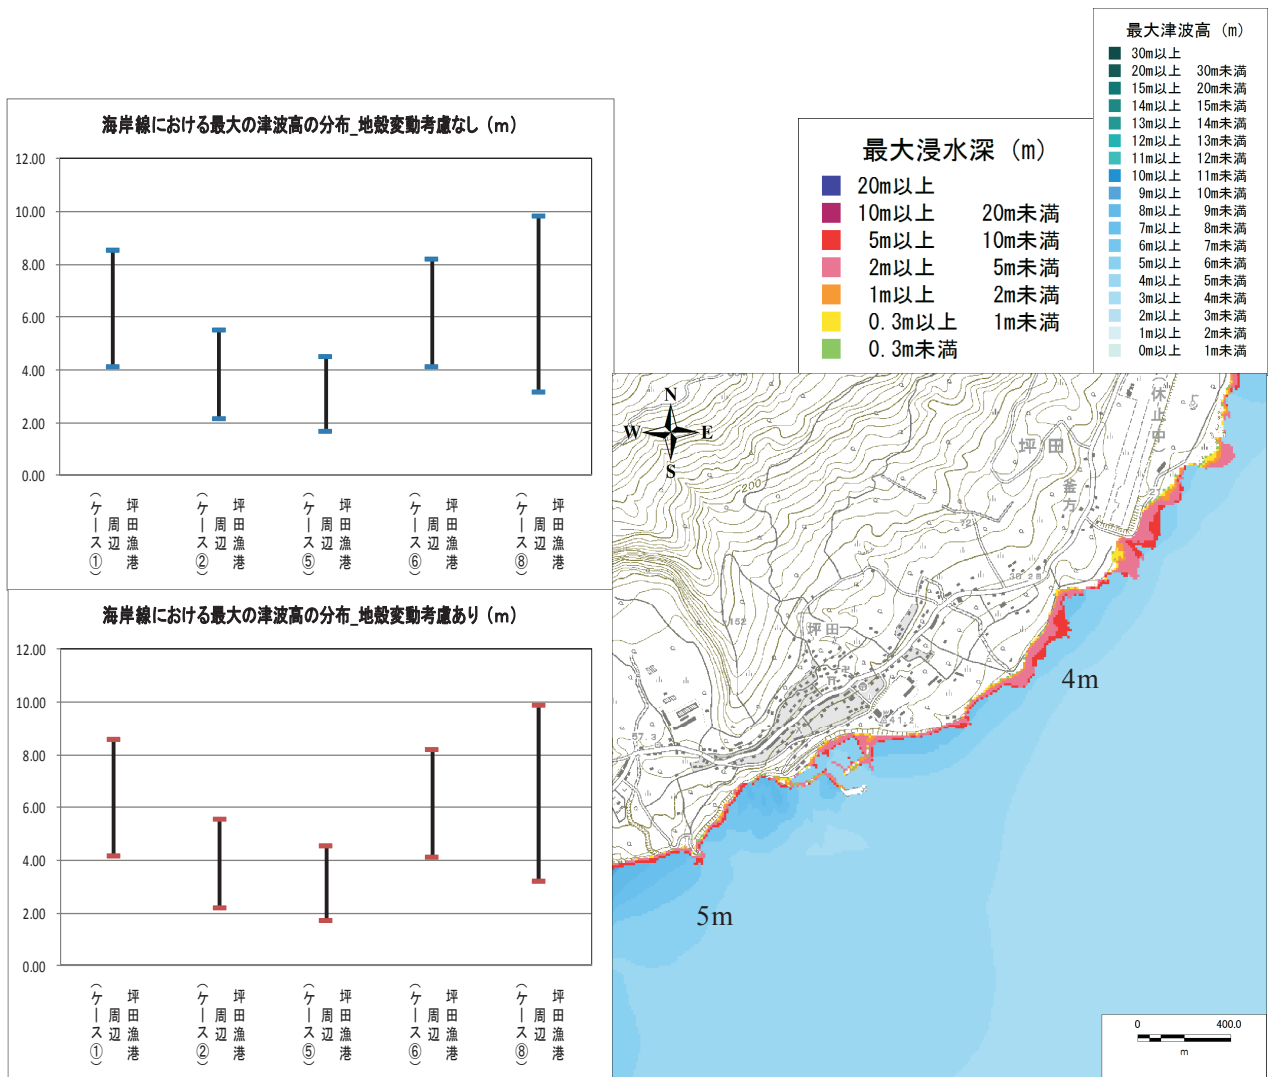 海岸線における最大の津波高の分布_地殻変動考慮なし（m）
12.00
10.00
8.00
6.00
4.00
2.00
0.00
坪田漁港周辺（ケース①）
坪田漁港周辺（ケース②）
坪田漁港周辺（ケース⑤）
坪田漁港周辺（ケース⑥）
坪田漁港周辺（ケース⑧）
海岸線における最大の津波高の分布_地殻変動考慮あり（m）
12.00
10.00
8.00
6.00
4.00
2.00
0.00
坪田漁港周辺（ケース①）
坪田漁港周辺（ケース②）
坪田漁港周辺（ケース⑤）
坪田漁港周辺（ケース⑥）
坪田漁港周辺（ケース⑧）
最大浸水深（m）
20m以上
10m以上 20m未満
5m以上 10m未満
2m以上 5m未満
1m以上 2m未満
0.3m以上 1m未満
0.3m未満
最大津波高（m）
30m以上
20m以上 30m未満
15m以上 20m未満
14m以上 15m未満
13m以上 14m未満
12m以上 13m未満
11m以上 12m未満
10m以上 11m未満
9m以上 10m未満
8m以上 9m未満
7m以上 8m未満
6m以上 7m未満
5m以上 6m未満
4m以上 5m未満
3m以上 4m未満
2m以上 3m未満
1m以上 2m未満
0m以上 1m未満
N
W E
S
（休止中）
坪田
釜方
200
坪田
152
57.3
41.2
4m
5m
0 400.0
m